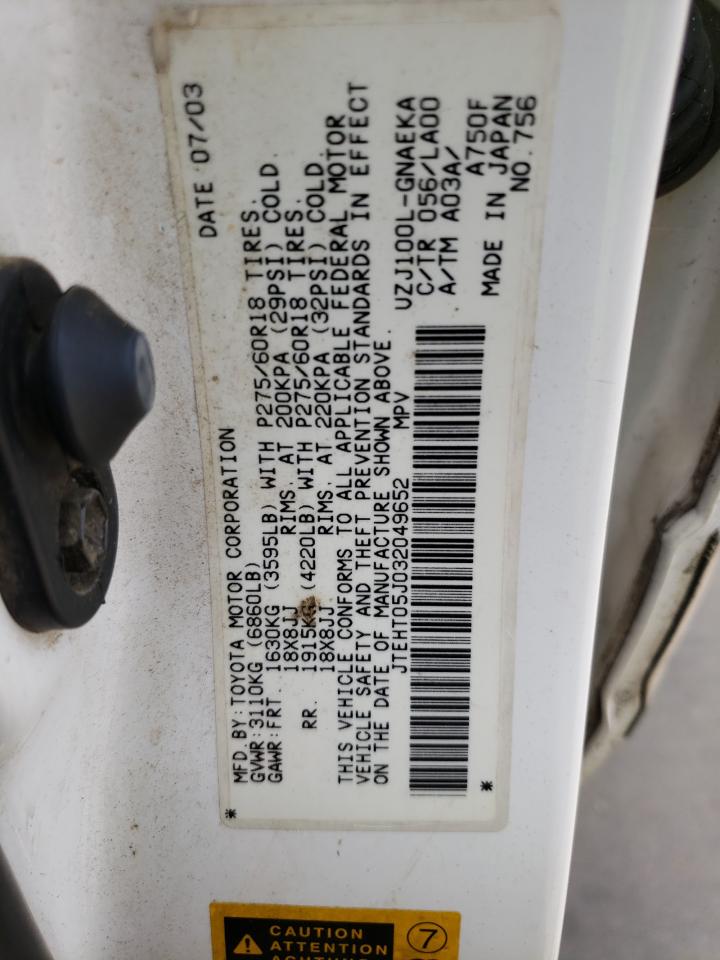 DATE 07/03
MFD.BY:TOYOTA MOTOR CORPORATION
GVWR:3110KG (6860LB)
GAWR:FRT. 1630KG (3595LB) WITH P275/60R18 TIRES.
18X8JJ RIMS. AT 200KPA (29PSI) COLD.
RR. 1915KG (4220LB) WITH P275/60R18 TIRES.
18X8JJ RIMS. AT 220KPA (32PSI) COLD.
THIS VEHICLE CONFORMS TO ALL APPLICABLE FEDERAL MOTOR
VEHICLE SAFETY AND THEFT PREVENTION STANDARDS IN EFFECT
ON THE DATE OF MANUFACTURE SHOWN ABOVE.
JTEHT05J032049652 MPV
UZJ100L-GNAEKA
C/TR 056/LA00
A/TM A03A/
A750F
* MADE IN JAPAN
NO.756
CAUTION
ATTENTION
ACHTUNG
7